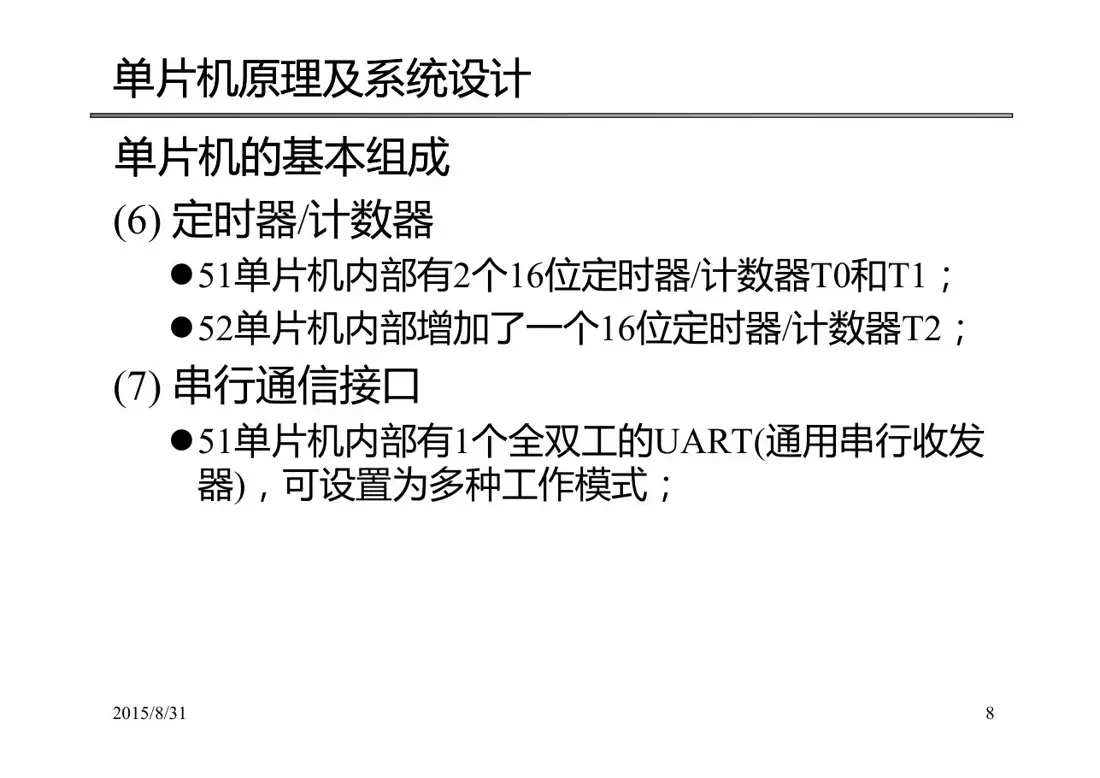 单片机原理及系统设计
单片机的基本组成
(6) 定时器/计数器
●51单片机内部有2个16位定时器/计数器T0和T1；
●52单片机内部增加了一个16位定时器/计数器T2；
(7) 串行通信接口
●51单片机内部有1个全双工的UART(通用串行收发
器)，可设置为多种工作模式；
2015/8/31
8